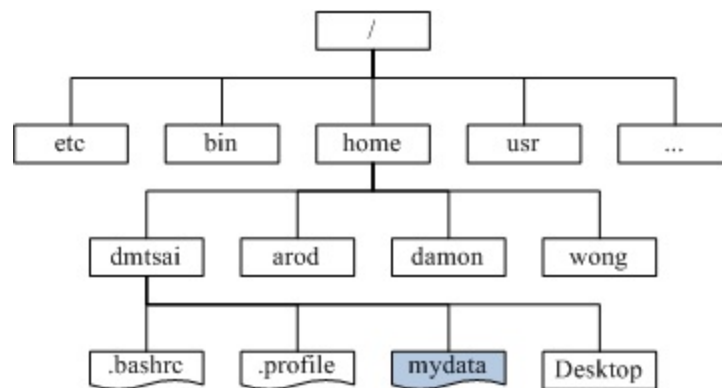 /
etc bin home usr ...
dmtsai arod damon wong
.bashrc .profile mydata Desktop